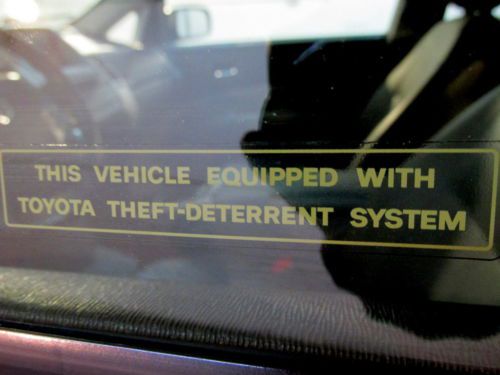 THIS VEHICLE EQUIPPED WITH
TOYOTA THEFT-DETERRENT SYSTEM